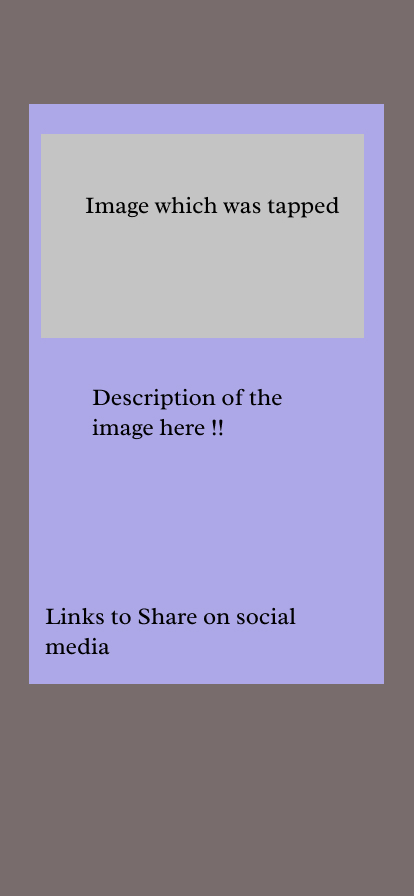 Image which was tapped
Description of the
image here !!
Links to Share on social
media